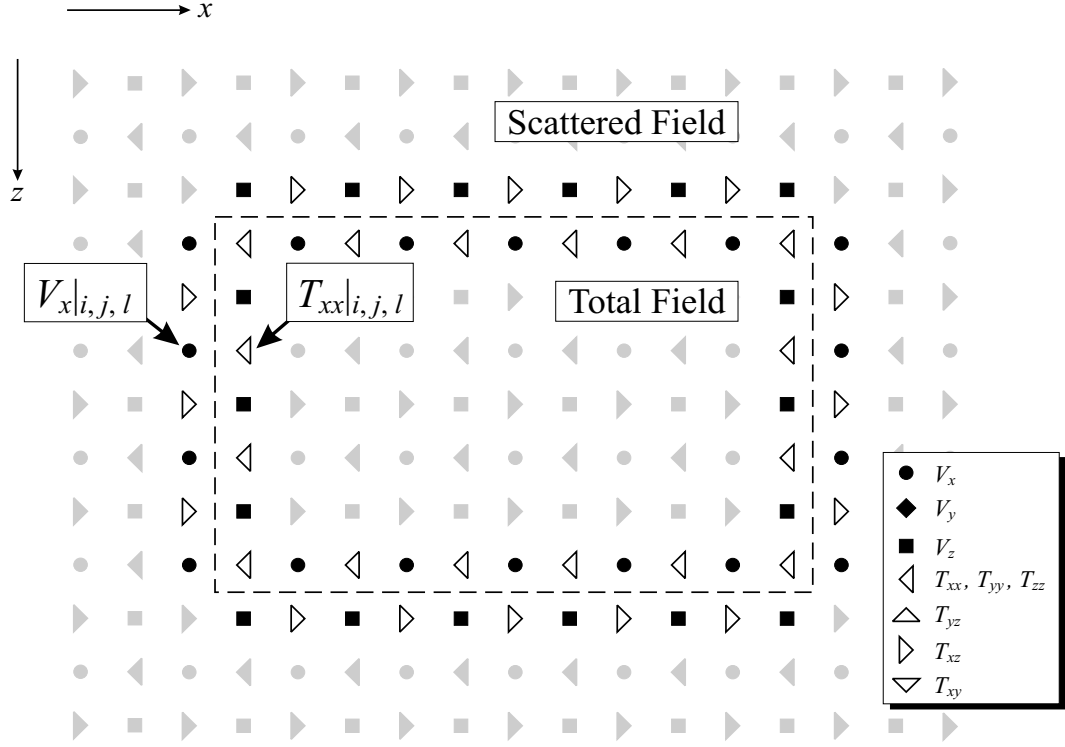 x
z
Scattered Field
Total Field
Vx|i, j, l
Txx|i, j, l
Vx
Vy
Vz
Txx, Tyy, Tzz
Tyz
Txz
Txy